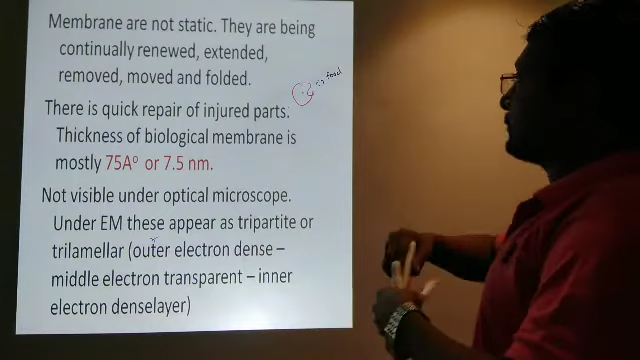 Membrane are not static. They are being
continually renewed, extended,
removed, moved and folded.
There is quick repair of injured parts.
Thickness of biological membrane is
mostly 75Aº or 7.5 nm.
Not visible under optical microscope.
Under EM these appear as tripartite or
trilamellar (outer electron dense –
middle electron transparent – inner
electron denselayer)
food